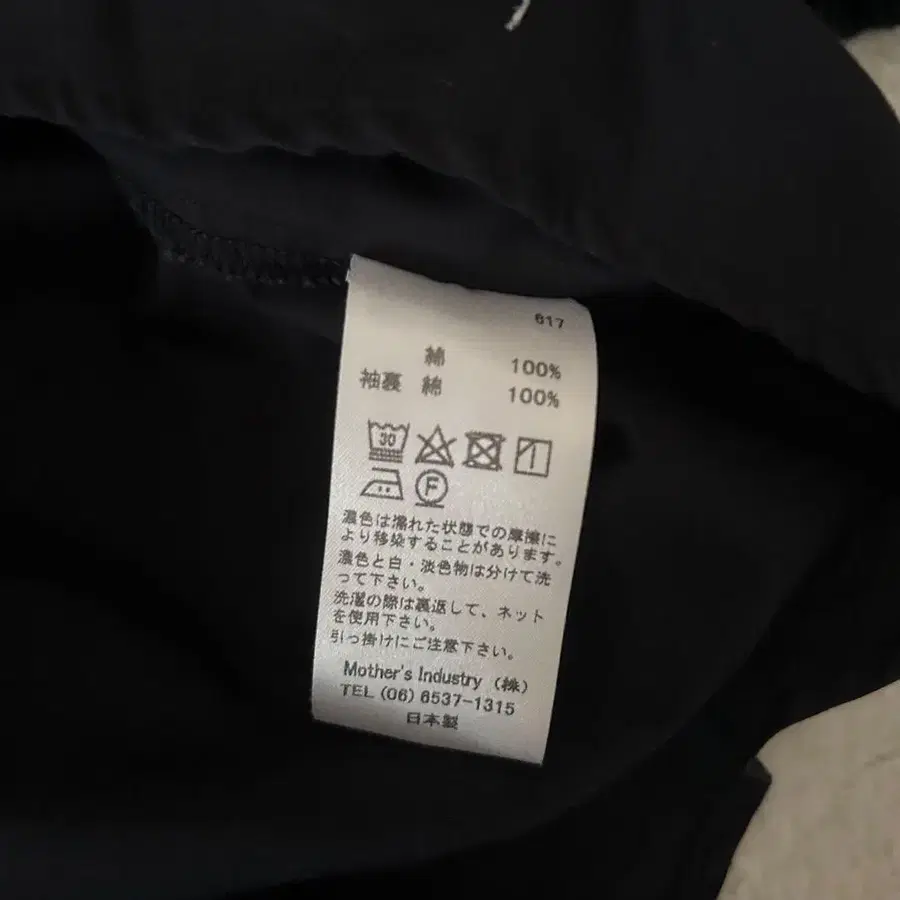 617
綿 100%
袖裏 綿 100%
30
F
濃色は濡れた状態での摩擦に
より移染することがあります。
濃色と白・淡色物は分けて洗
って下さい。
洗濯の際は裏返して、ネット
を使用下さい。
引っ掛けにご注意下さい。
Mother's Industry (株)
TEL (06) 6537-1315
日本製